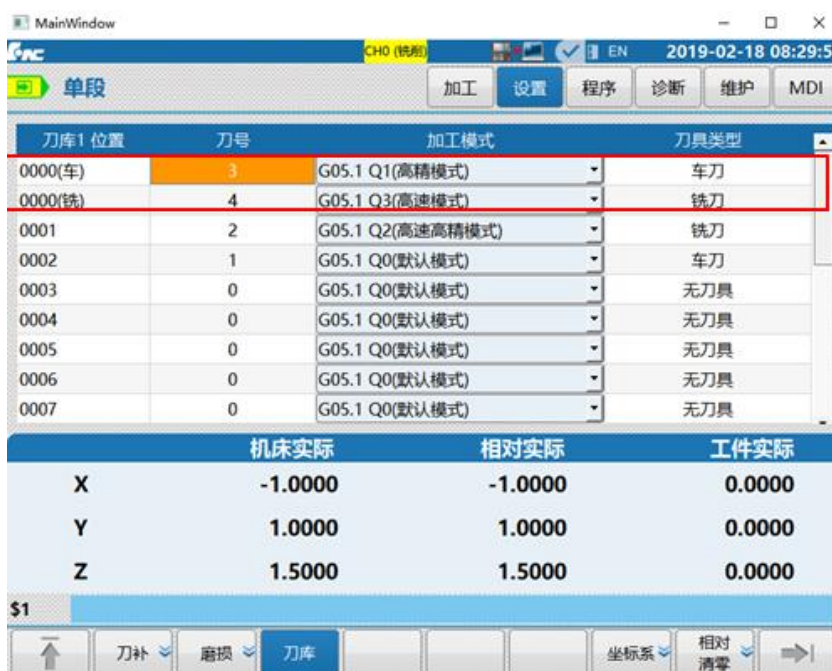 MainWindow
CHO (铣削) EN 2019-02-18 08:29:5
单段 加工 设置 程序 诊断 维护 MDI
刀库1 位置 刀号 加工模式 刀具类型
0000(车) 3 G05.1 Q1(高精模式) 车刀
0000(铣) 4 G05.1 Q3(高速模式) 铣刀
0001 2 G05.1 Q2(高速高精模式) 铣刀
0002 1 G05.1 Q0(默认模式) 车刀
0003 0 G05.1 Q0(默认模式) 无刀具
0004 0 G05.1 Q0(默认模式) 无刀具
0005 0 G05.1 Q0(默认模式) 无刀具
0006 0 G05.1 Q0(默认模式) 无刀具
0007 0 G05.1 Q0(默认模式) 无刀具
机床实际 相对实际 工件实际
X -1.0000 -1.0000 0.0000
Y 1.0000 1.0000 0.0000
Z 1.5000 1.5000 0.0000
$1
刀补 磨损 刀库 坐标系 相对
清零